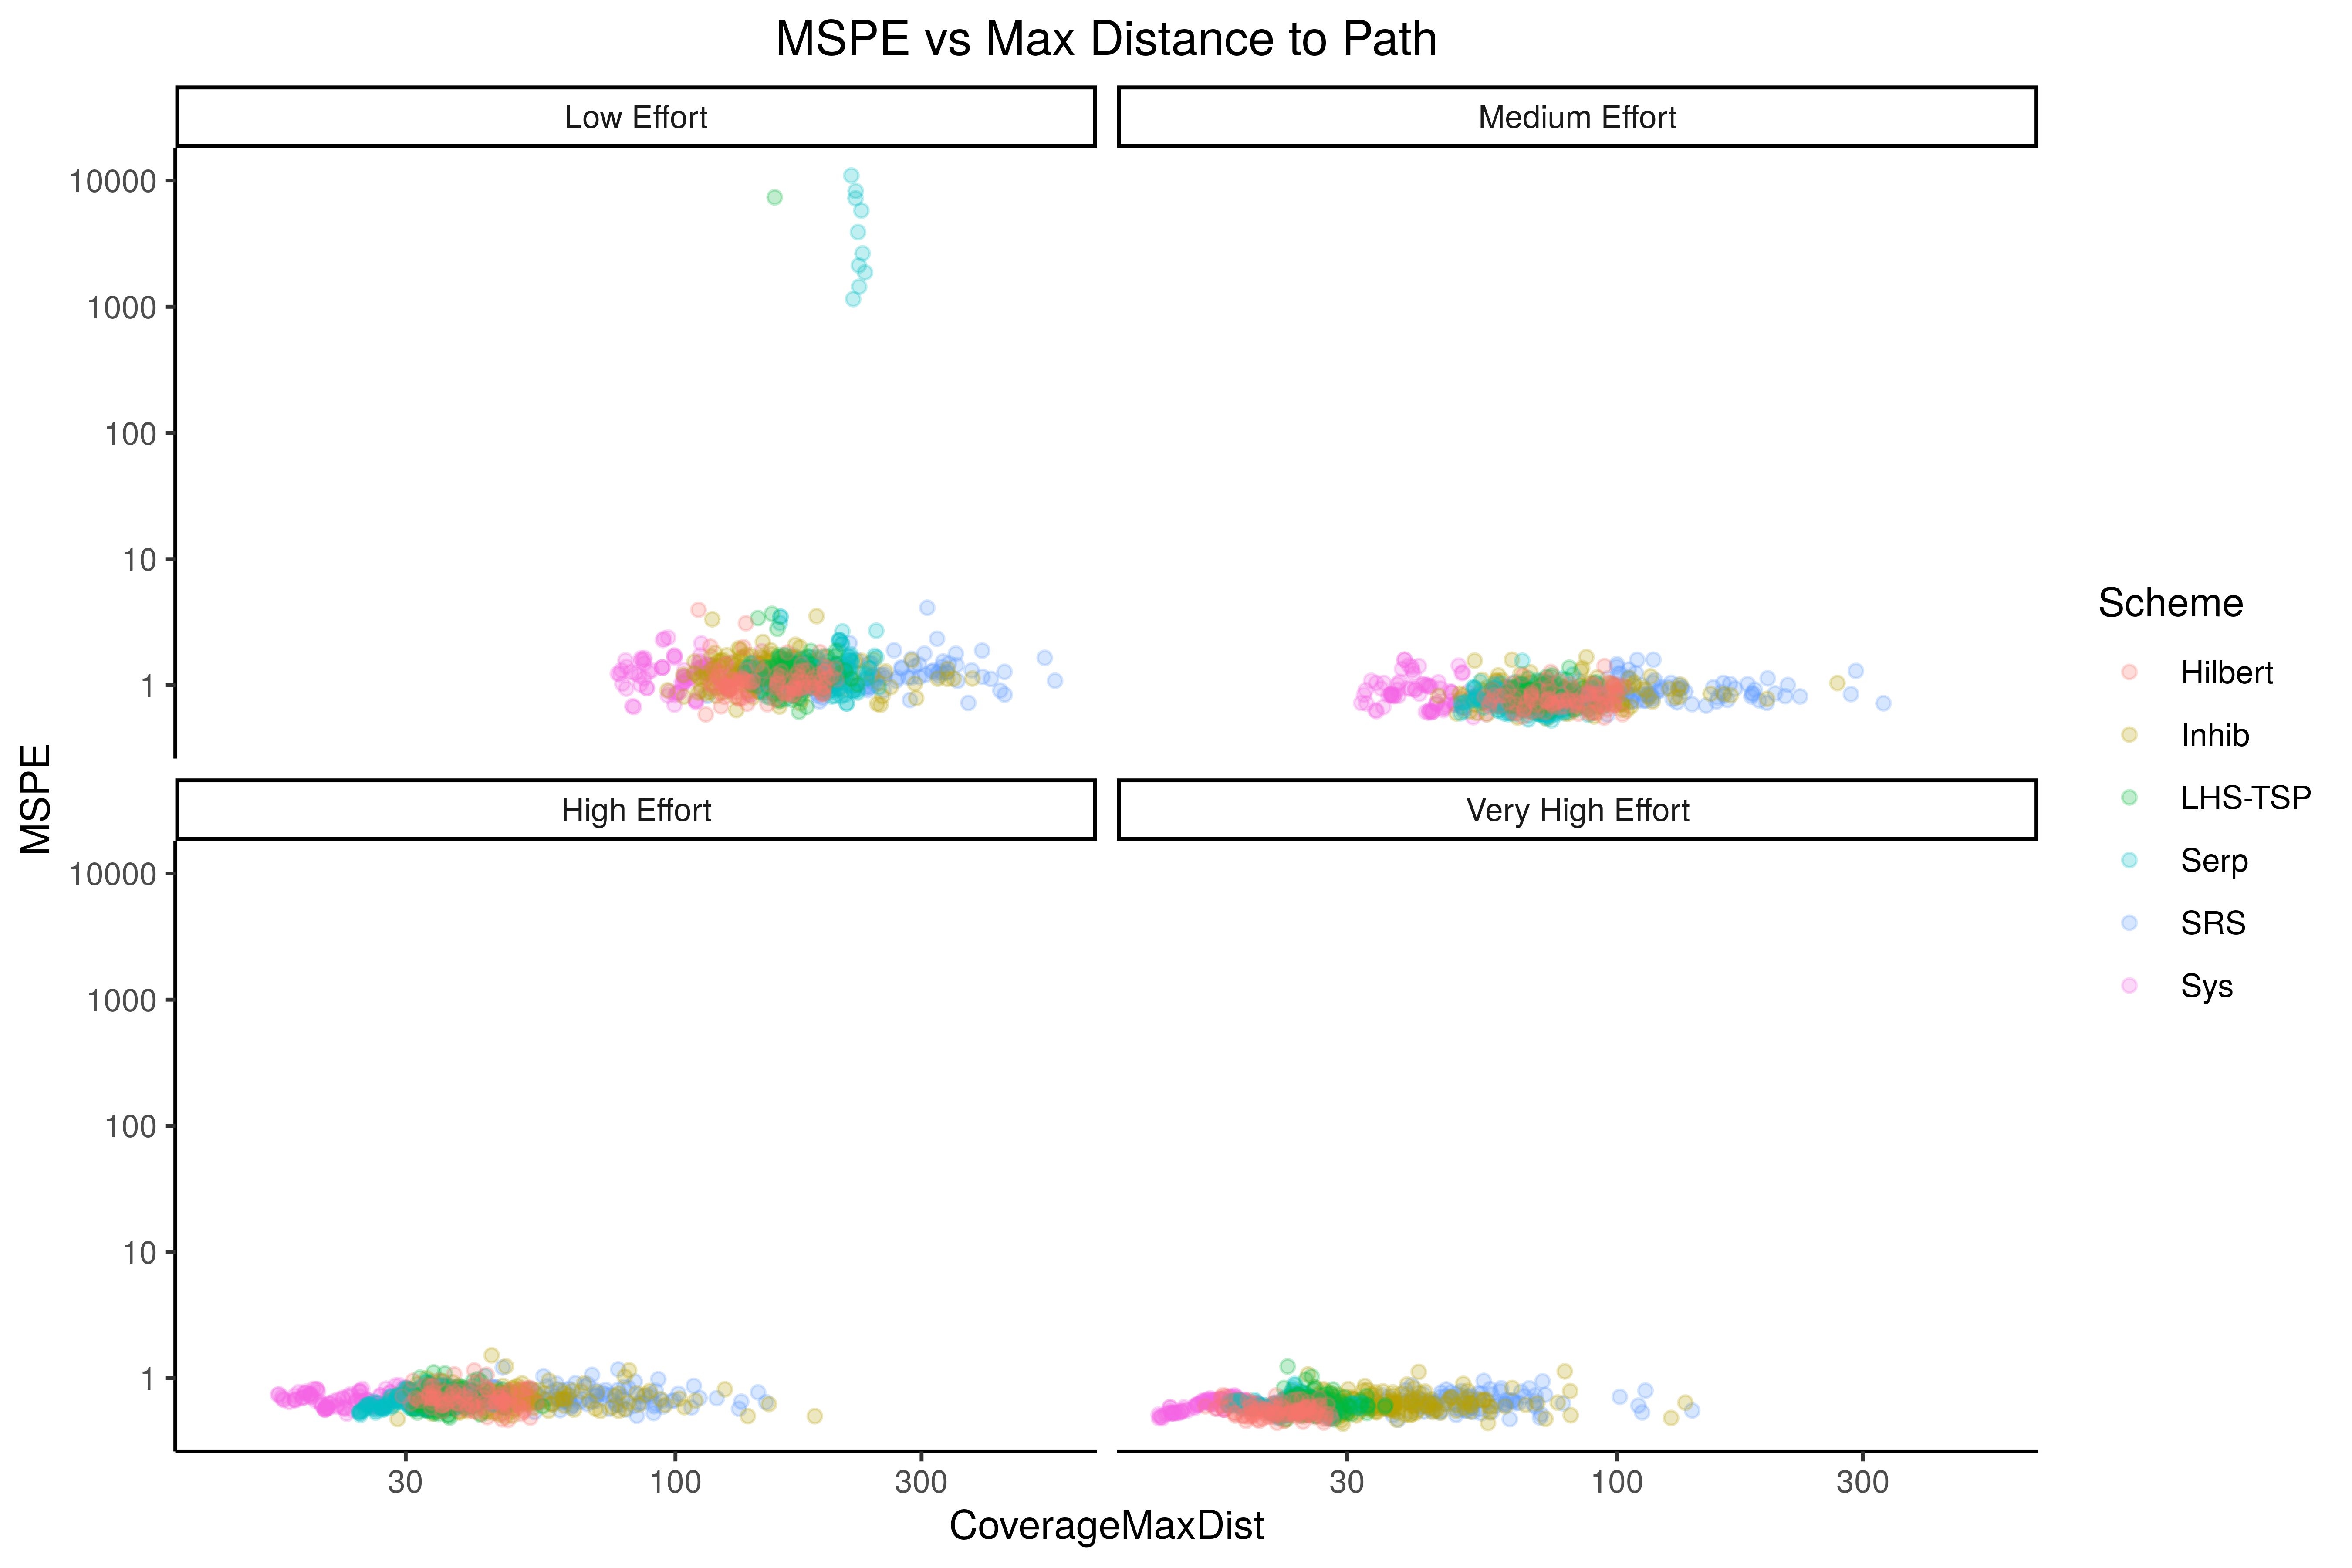 MSPE vs Max Distance to Path
Low Effort
Medium Effort
10000
1000
100
10
1
High Effort
Very High Effort
10000
1000
100
10
1
30
100
300
30
100
300
CoverageMaxDist
MSPE
Scheme
Hilbert
Inhib
LHS-TSP
Serp
SRS
Sys